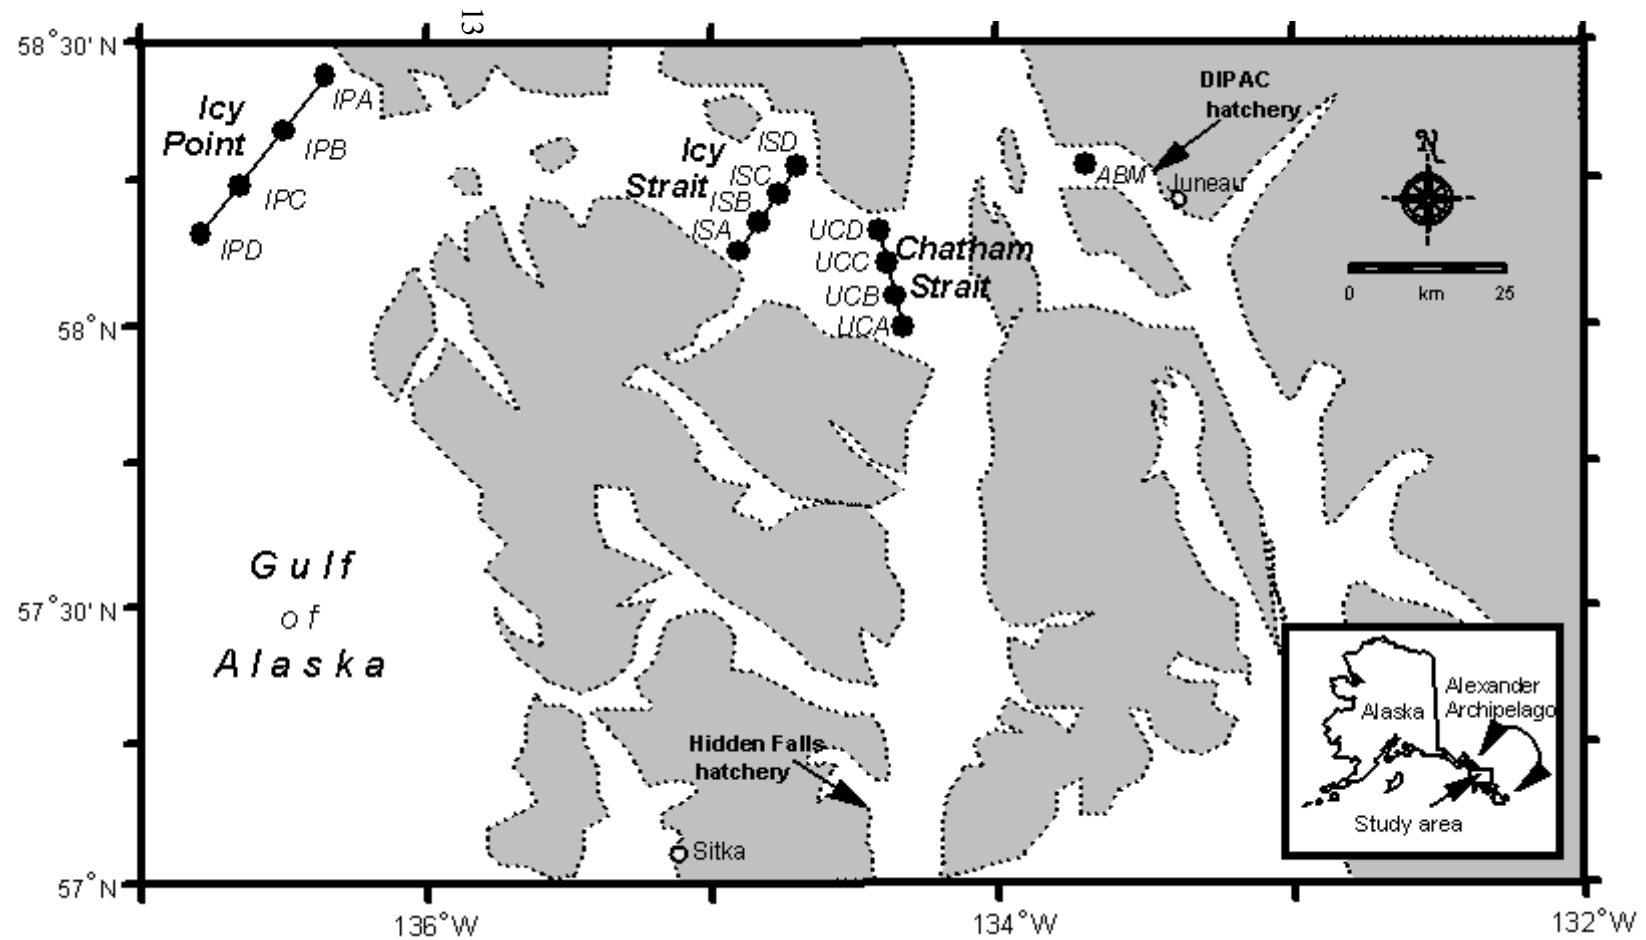 13
58°30' N
Icy
Point
IPA
IPB
IPC
IPD
Icy
Strait
ISD
ISC
ISB
ISA
UCD
UCC
UCB
UCA
Chatham
Strait
DIPAC
hatchery
ABM
Juneau
N
0 km 25
58°N
Gulf
of
Alaska
57°30' N
Hidden Falls
hatchery
Sitka
Alaska
Alexander
Archipelago
Study area
57°N
136°W
134°W
132°W